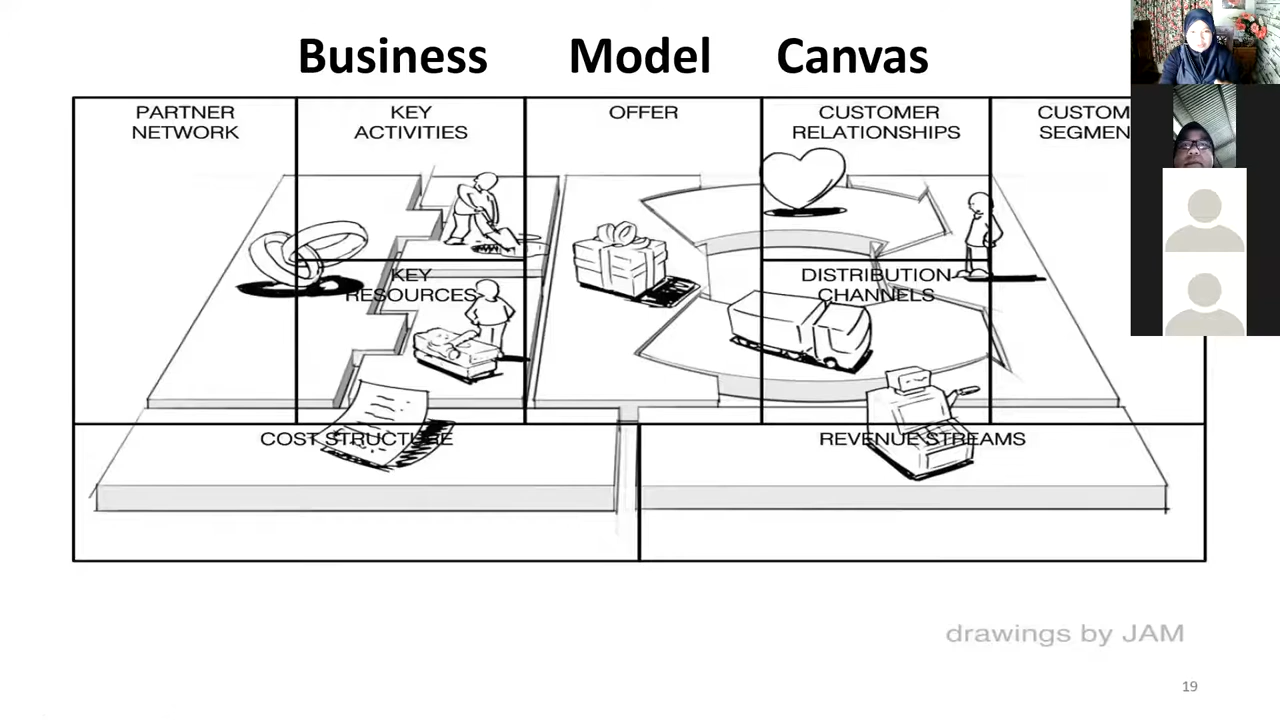 Business Model Canvas
PARTNER
NETWORK
KEY
ACTIVITIES
OFFER
CUSTOMER
RELATIONSHIPS
CUSTOM
SEGMEN
KEY
RESOURCES
DISTRIBUTION
CHANNELS
COST STRUCTURE
REVENUE STREAMS
drawings by JAM
19